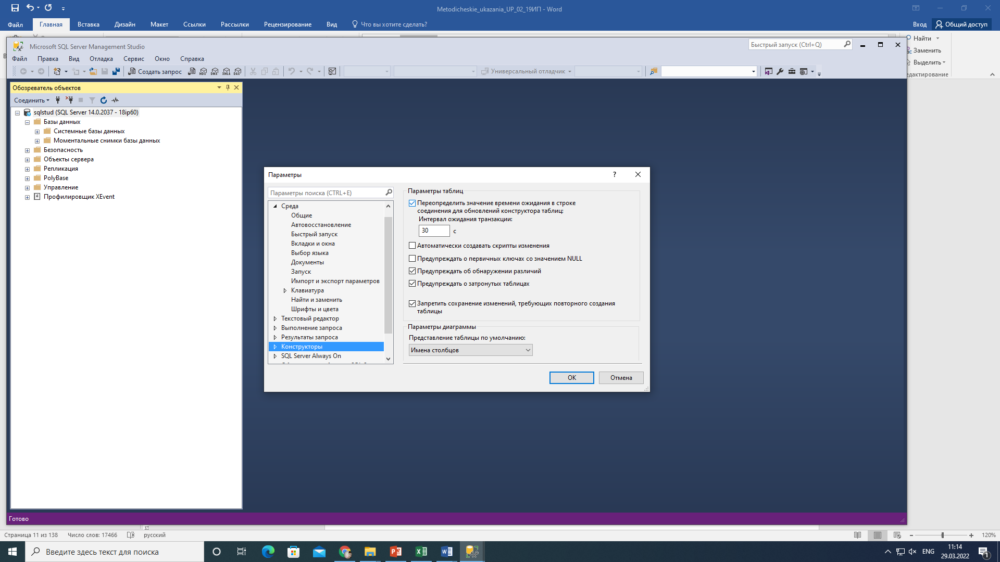 Metodicheskie_ukazania_UP_02_19ИП - Word
Файл Главная Вставка Дизайн Макет Ссылки Рассылки Рецензирование Вид Что вы хотите сделать? Вход Общий доступ
Найти
Заменить
Выделить
Microsoft SQL Server Management Studio
Быстрый запуск (Ctrl+Q)
Файл Правка Вид Отладка Сервис Окно Справка
Создать запрос MDX DMX XMLA DAX Универсальный отладчик
Обозреватель объектов
Соединить
sqlstud (SQL Server 14.0.2037 - 18ip60)
Базы данных
Системные базы данных
Моментальные снимки базы данных
Безопасность
Объекты сервера
Репликация
PolyBase
Управление
Профилировщик XEvent
Параметры
?
Параметры поиска (CTRL+E)
Среда
Общие
Автовосстановление
Быстрый запуск
Вкладки и окна
Выбор языка
Документы
Запуск
Импорт и экспорт параметров
Клавиатура
Найти и заменить
Шрифты и цвета
Текстовый редактор
Выполнение запроса
Результаты запроса
Конструкторы
SQL Server Always On
Параметры таблиц
Переопределить значение времени ожидания в строке
соединения для обновлений конструктора таблиц:
Интервал ожидания транзакции:
30 с
Автоматически создавать скрипты изменения
Предупреждать о первичных ключах со значением NULL
Предупреждать об обнаружении различий
Предупреждать о затронутых таблицах
Запретить сохранение изменений, требующих повторного создания
таблицы
Параметры диаграммы
Представление таблицы по умолчанию:
Имена столбцов
ОК Отмена
Готово
Страница 11 из 138 Число слов: 17466 русский 120%
Введите здесь текст для поиска
ENG
11:14
29.03.2022
1